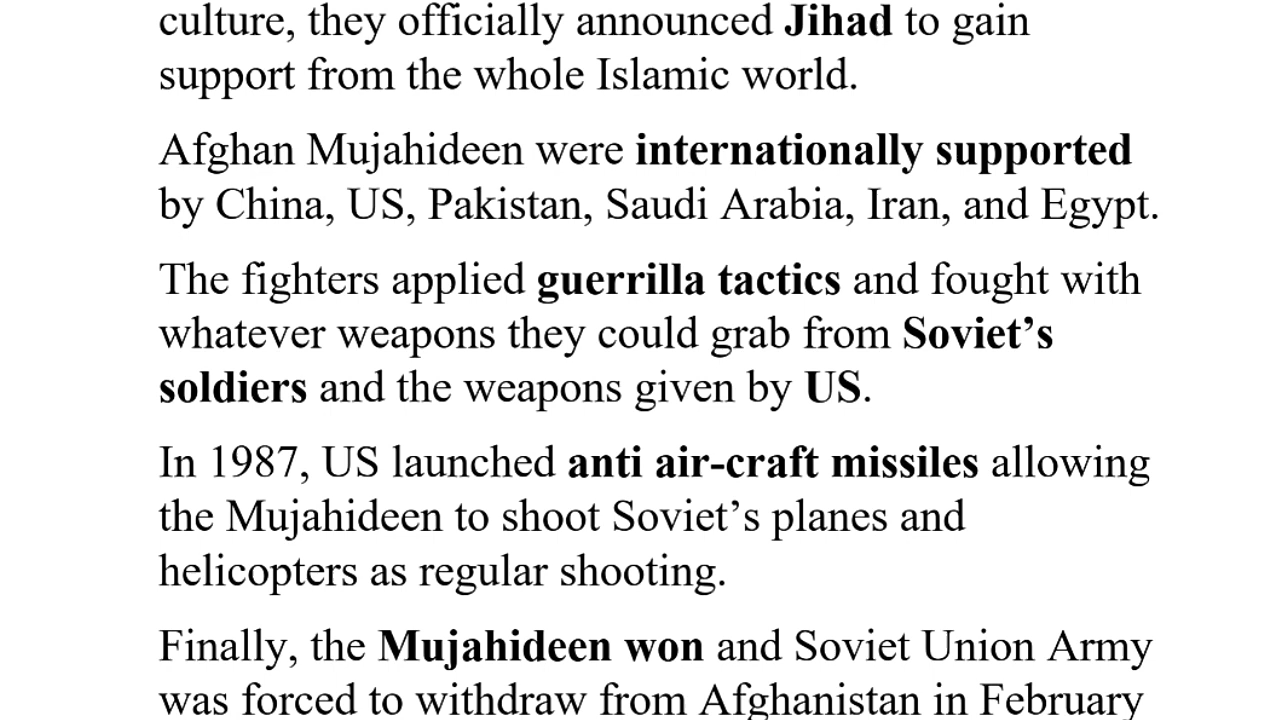 culture, they officially announced Jihad to gain
support from the whole Islamic world.
Afghan Mujahideen were internationally supported
by China, US, Pakistan, Saudi Arabia, Iran, and Egypt.
The fighters applied guerrilla tactics and fought with
whatever weapons they could grab from Soviet’s
soldiers and the weapons given by US.
In 1987, US launched anti air-craft missiles allowing
the Mujahideen to shoot Soviet’s planes and
helicopters as regular shooting.
Finally, the Mujahideen won and Soviet Union Army
was forced to withdraw from Afghanistan in February